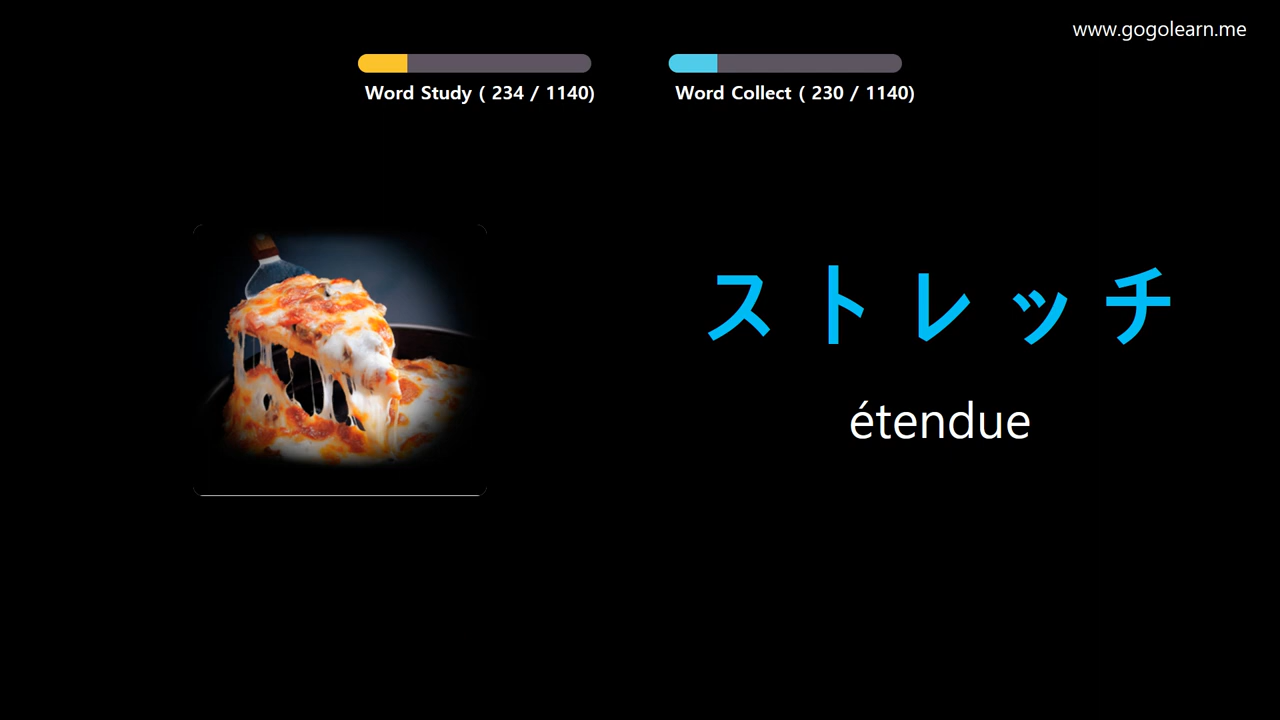 www.gogolearn.me
Word Study ( 234 / 1140)
Word Collect ( 230 / 1140)
ストレッチ
étendue